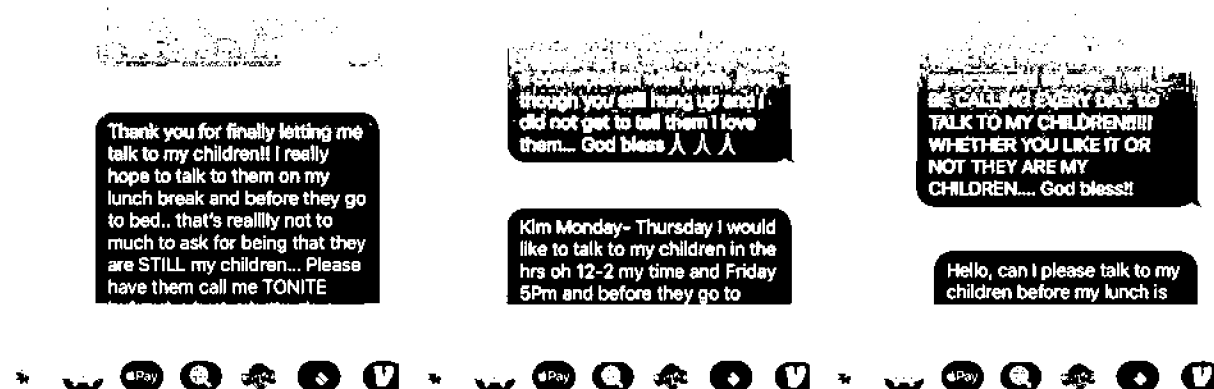 Thank you for finally letting me
talk to my children!! I really
hope to talk to them on my
lunch break and before they go
to bed.. that's reallily not to
much to ask for being that they
are STILL my children... Please
have them call me TONITE
though you still hung up and I
did not get to tell them I love
them... God bless
Kim Monday- Thursday I would
like to talk to my children in the
hrs oh 12-2 my time and Friday
5Pm and before they go to
BE CALLING EVERY DAY TO
TALK TO MY CHILDREN!!!!!
WHETHER YOU LIKE IT OR
NOT THEY ARE MY
CHILDREN.... God bless!!
Hello, can I please talk to my
children before my lunch is
Pay
Pay
Pay